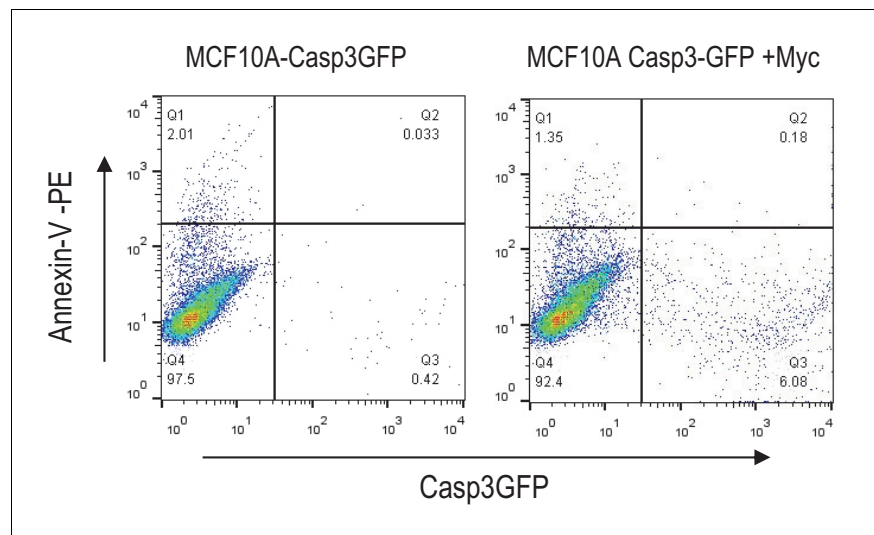 MCF10A-Casp3GFP
MCF10A Casp3-GFP +Myc
Annexin-V -PE
10^4
10^3
10^2
10^1
10^0
Q1
2.01
Q2
0.033
Q4
97.5
Q3
0.42
10^0 10^1 10^2 10^3 10^4
10^4
10^3
10^2
10^1
10^0
Q1
1.35
Q2
0.18
Q4
92.4
Q3
6.08
10^0 10^1 10^2 10^3 10^4
Casp3GFP